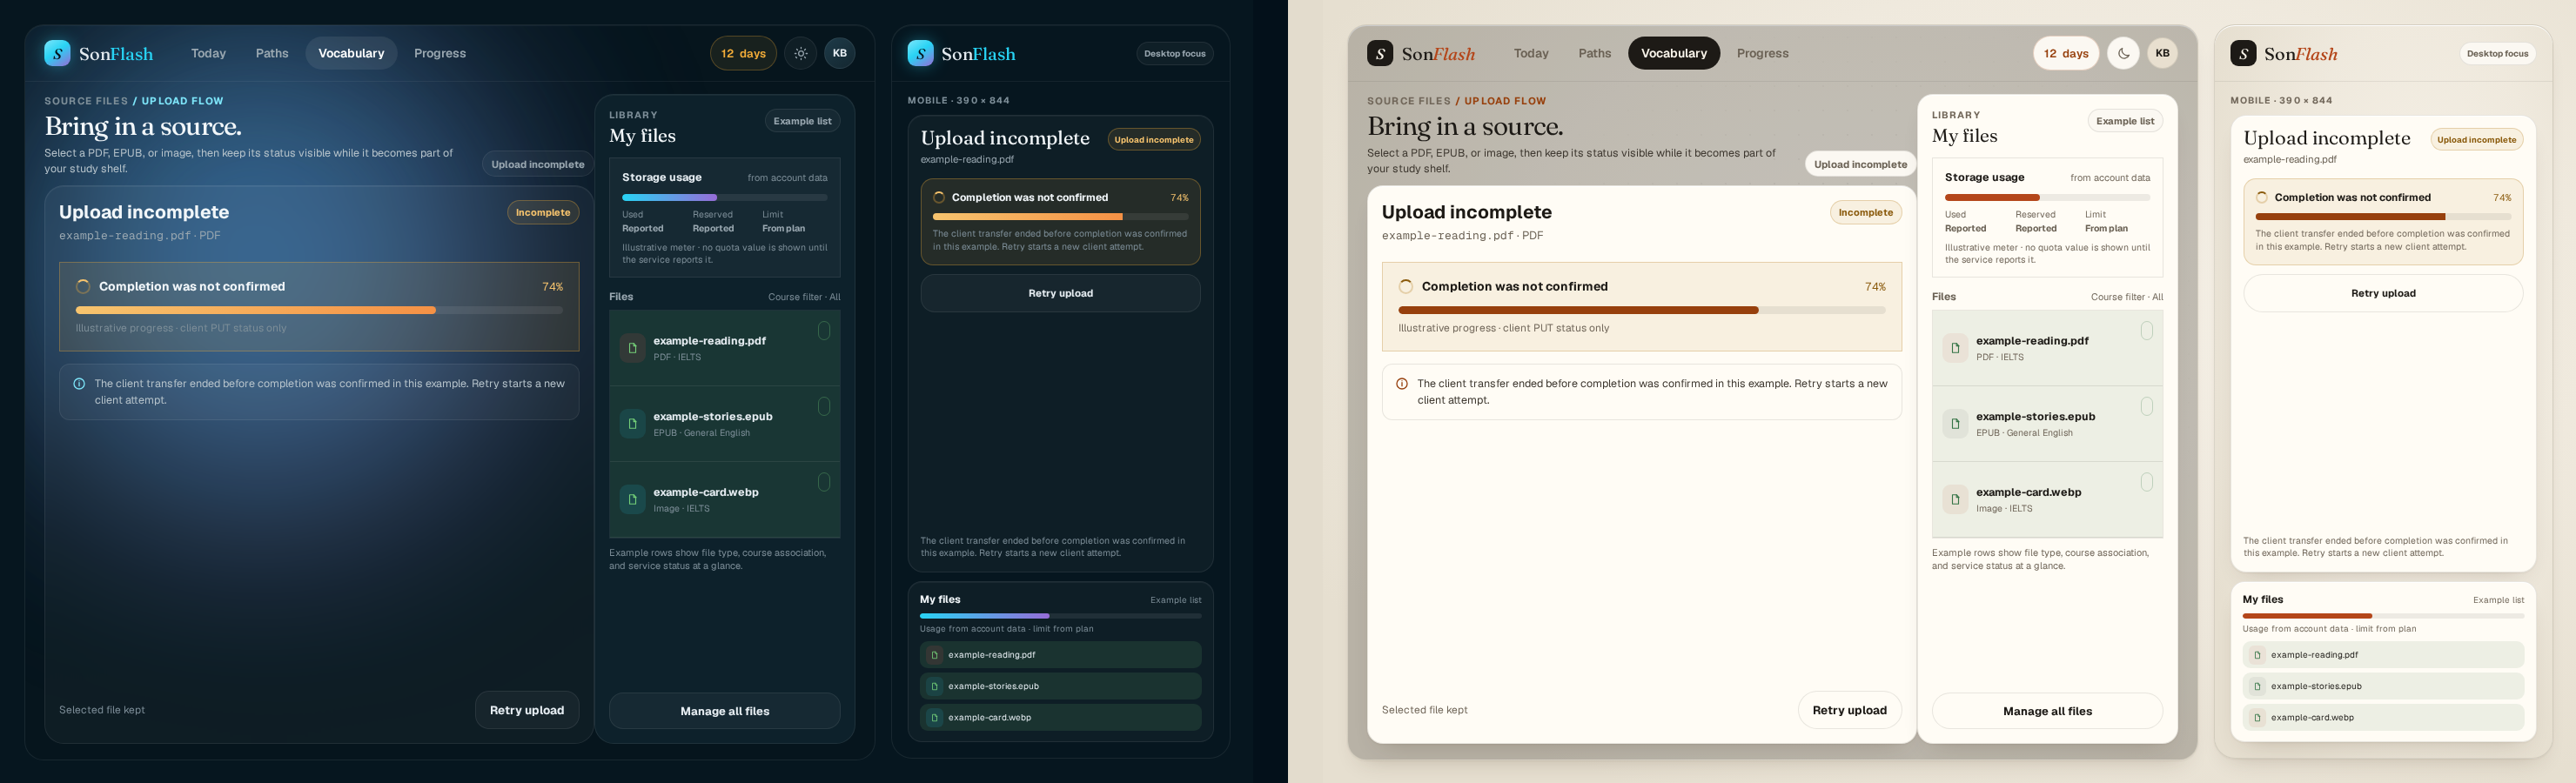 S SonFlash Today Paths Vocabulary Progress 12 days KB
SOURCE FILES / UPLOAD FLOW
Bring in a source.
Select a PDF, EPUB, or image, then keep its status visible while it becomes part of
your study shelf.
Upload incomplete
Upload incomplete
Incomplete
example-reading.pdf · PDF
Completion was not confirmed 74%
Illustrative progress · client PUT status only
The client transfer ended before completion was confirmed in this example. Retry starts a new
client attempt.
Selected file kept
Retry upload
LIBRARY
My files
Example list
Storage usage from account data
Used Reserved Limit
Reported Reported From plan
Illustrative meter · no quota value is shown until
the service reports it.
Files Course filter · All
example-reading.pdf
PDF · IELTS
example-stories.epub
EPUB · General English
example-card.webp
Image · IELTS
Example rows show file type, course association,
and service status at a glance.
Manage all files
S SonFlash Desktop focus
MOBILE · 390 × 844
Upload incomplete Upload incomplete
example-reading.pdf
Completion was not confirmed 74%
The client transfer ended before completion was confirmed
in this example. Retry starts a new client attempt.
Retry upload
The client transfer ended before completion was confirmed in
this example. Retry starts a new client attempt.
My files Example list
Usage from account data · limit from plan
example-reading.pdf
example-stories.epub
example-card.webp
S SonFlash Today Paths Vocabulary Progress 12 days KB
SOURCE FILES / UPLOAD FLOW
Bring in a source.
Select a PDF, EPUB, or image, then keep its status visible while it becomes part of
your study shelf.
Upload incomplete
Upload incomplete
Incomplete
example-reading.pdf · PDF
Completion was not confirmed 74%
Illustrative progress · client PUT status only
The client transfer ended before completion was confirmed in this example. Retry starts a new
client attempt.
Selected file kept
Retry upload
LIBRARY
My files
Example list
Storage usage from account data
Used Reserved Limit
Reported Reported From plan
Illustrative meter · no quota value is shown until
the service reports it.
Files Course filter · All
example-reading.pdf
PDF · IELTS
example-stories.epub
EPUB · General English
example-card.webp
Image · IELTS
Example rows show file type, course association,
and service status at a glance.
Manage all files
S SonFlash Desktop focus
MOBILE · 390 × 844
Upload incomplete Upload incomplete
example-reading.pdf
Completion was not confirmed 74%
The client transfer ended before completion was confirmed
in this example. Retry starts a new client attempt.
Retry upload
The client transfer ended before completion was confirmed in
this example. Retry starts a new client attempt.
My files Example list
Usage from account data · limit from plan
example-reading.pdf
example-stories.epub
example-card.webp